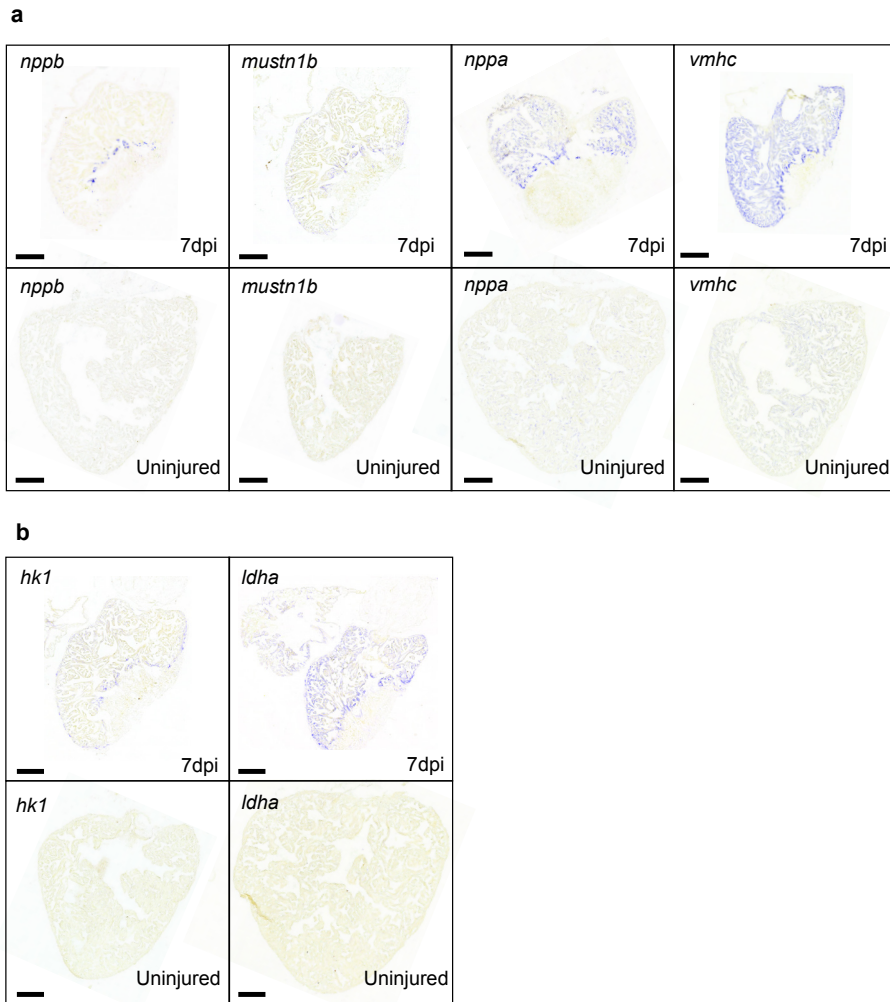 a
nppb mustn1b nppa vmhc
7dpi 7dpi 7dpi 7dpi
nppb mustn1b nppa vmhc
Uninjured Uninjured Uninjured Uninjured
b
hk1 ldha
7dpi 7dpi
hk1 ldha
Uninjured Uninjured